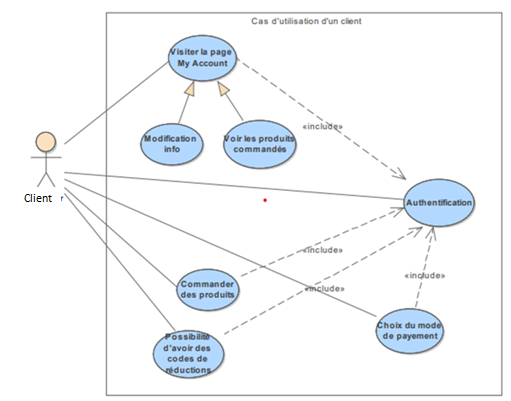 Cas d'utilisation d'un client
Visiter la page
My Account
«include»
Modification
info
Voir les produits
commandés
Client
Authentification
«include»
Commander
des produits
«include»
«include»
Choix du mode
de payement
Possibilité
d'avoir des
codes de
réductions